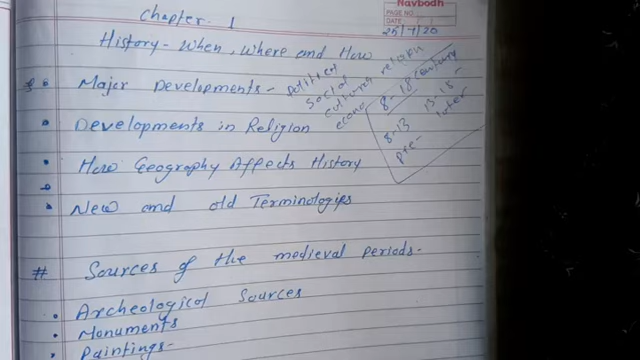 Navbodh
PAGE NO.
DATE
25/7/20
Chapter. 1
History - When, Where and How
Major Developments - political
social
cultures return
econo
8-18 century
8-13 13-18
pre- later
Developments in Religion
How Geography Affects History
New and old Terminologies
# Sources of the medieval periods.
Archeological Sources
Monuments
Paintings-